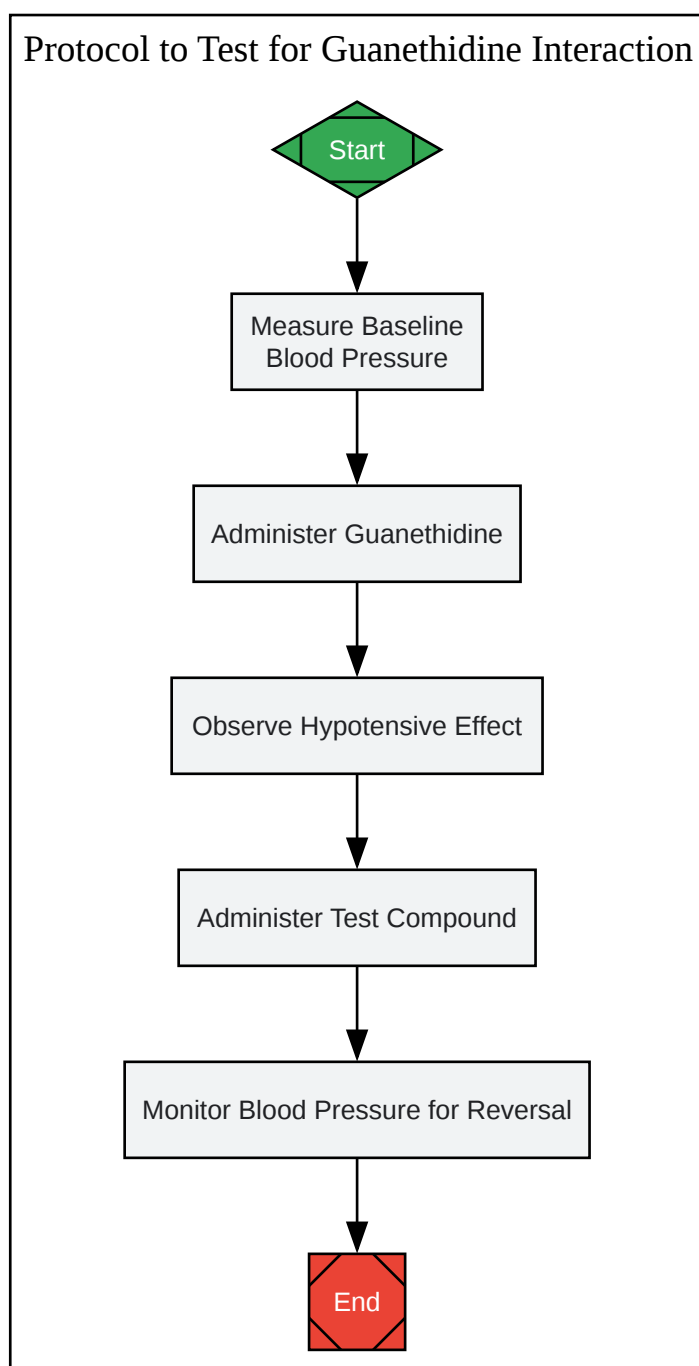 Protocol to Test for Guanethidine Interaction
Start
Measure Baseline
Blood Pressure
Administer Guanethidine
Observe Hypotensive Effect
Administer Test Compound
Monitor Blood Pressure for Reversal
End